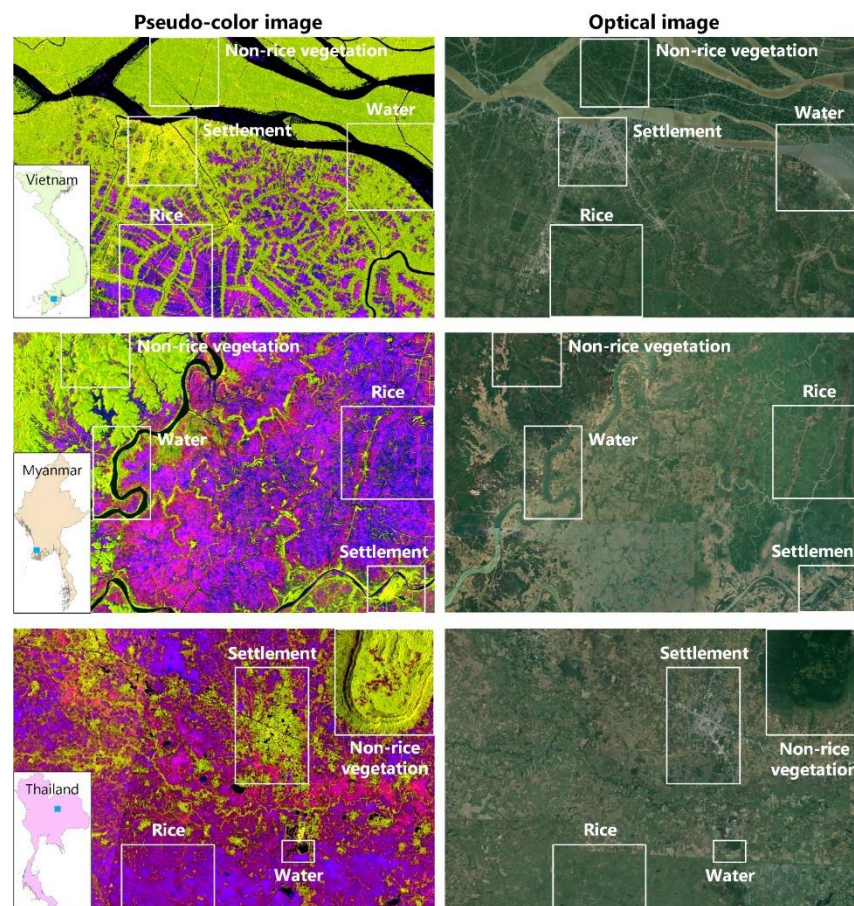 Pseudo-color image
Optical image
Non-rice vegetation
Water
Settlement
Vietnam
Rice
Non-rice vegetation
Water
Settlement
Rice
Non-rice vegetation
Rice
Water
Myanmar
Settlement
Non-rice vegetation
Rice
Water
Settlement
Settlement
Non-rice
vegetation
Thailand
Rice
Water
Settlement
Non-rice
vegetation
Rice
Water